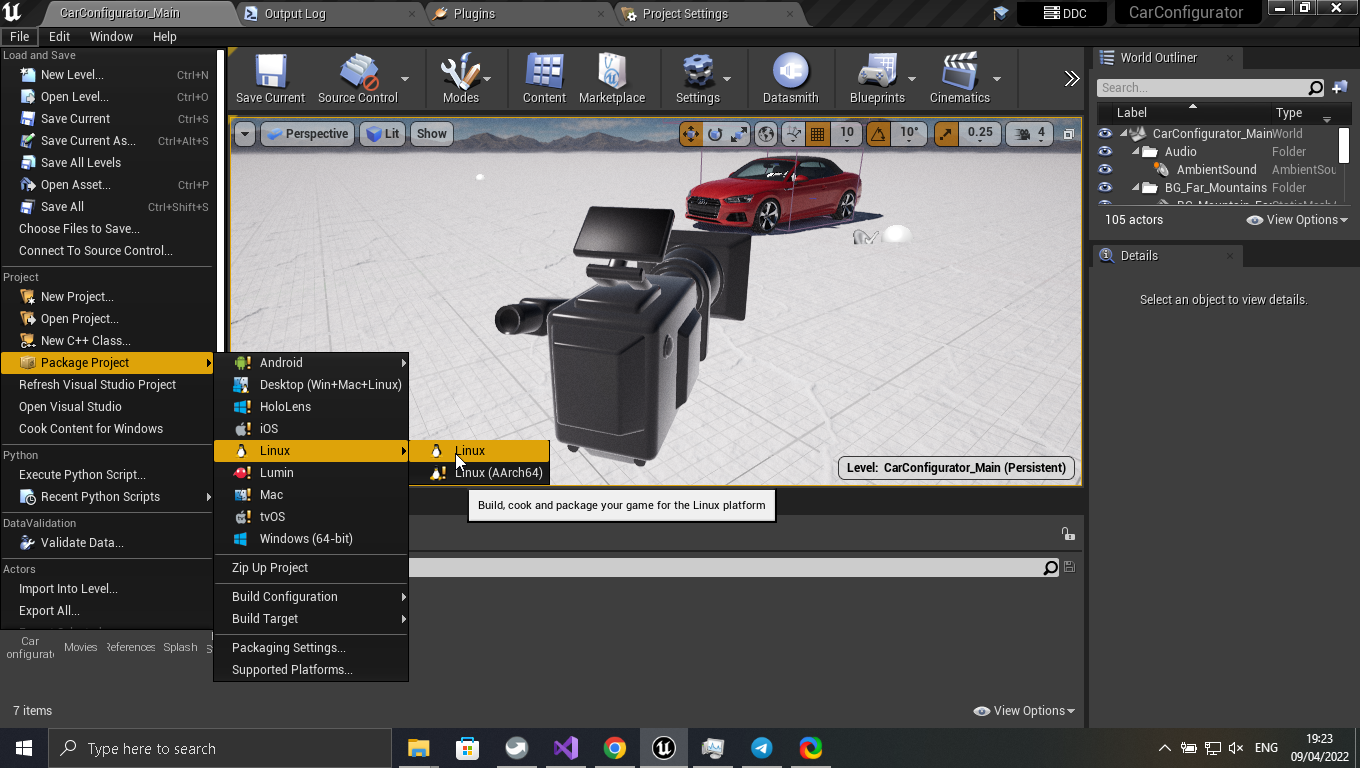 CarConfigurator_Main
Output Log
Plugins
Project Settings
DDC
CarConfigurator
File Edit Window Help
Load and Save
New Level... Ctrl+N
Open Level... Ctrl+O
Save Current Ctrl+S
Save Current As... Ctrl+Alt+S
Save All Levels
Open Asset... Ctrl+P
Save All Ctrl+Shift+S
Choose Files to Save...
Connect To Source Control...
Project
New Project...
Open Project...
New C++ Class...
Package Project
Refresh Visual Studio Project
Open Visual Studio
Cook Content for Windows
Python
Execute Python Script...
Recent Python Scripts
DataValidation
Validate Data...
Actors
Import Into Level...
Export All...
Android
Desktop (Win+Mac+Linux)
HoloLens
iOS
Linux
Lumin
Mac
tvOS
Windows (64-bit)
Zip Up Project
Build Configuration
Build Target
Packaging Settings...
Supported Platforms...
Linux
Linux (AArch64)
Build, cook and package your game for the Linux platform
Save Current
Source Control
Modes
Content
Marketplace
Settings
Datasmith
Blueprints
Cinematics
Perspective
Lit
Show
10
10°
0.25
4
Level: CarConfigurator_Main (Persistent)
World Outliner
Search...
Label Type
CarConfigurator_Main World
Audio Folder
AmbientSound AmbientSou
BG_Far_Mountains Folder
105 actors
View Options
Details
Select an object to view details.
Car
onfigurat
Movies
References
Splash
7 items
View Options
Type here to search
ENG
19:23
09/04/2022